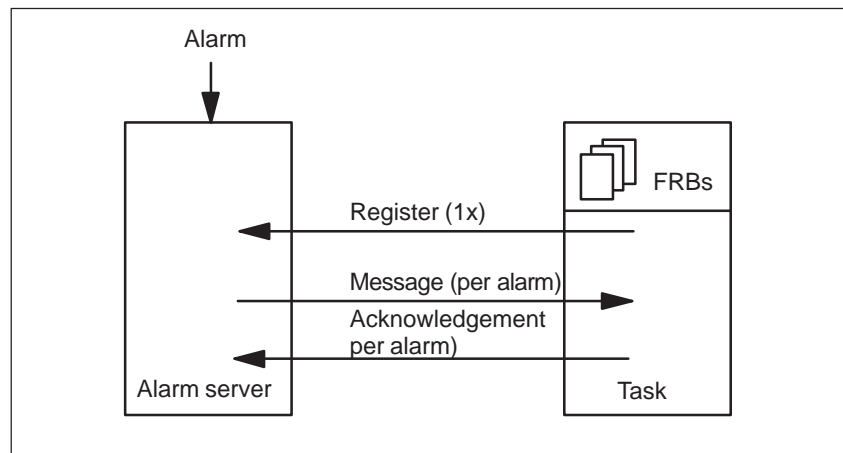 Alarm
FRBs
Register (1x)
Message (per alarm)
Acknowledgement
per alarm)
Alarm server
Task